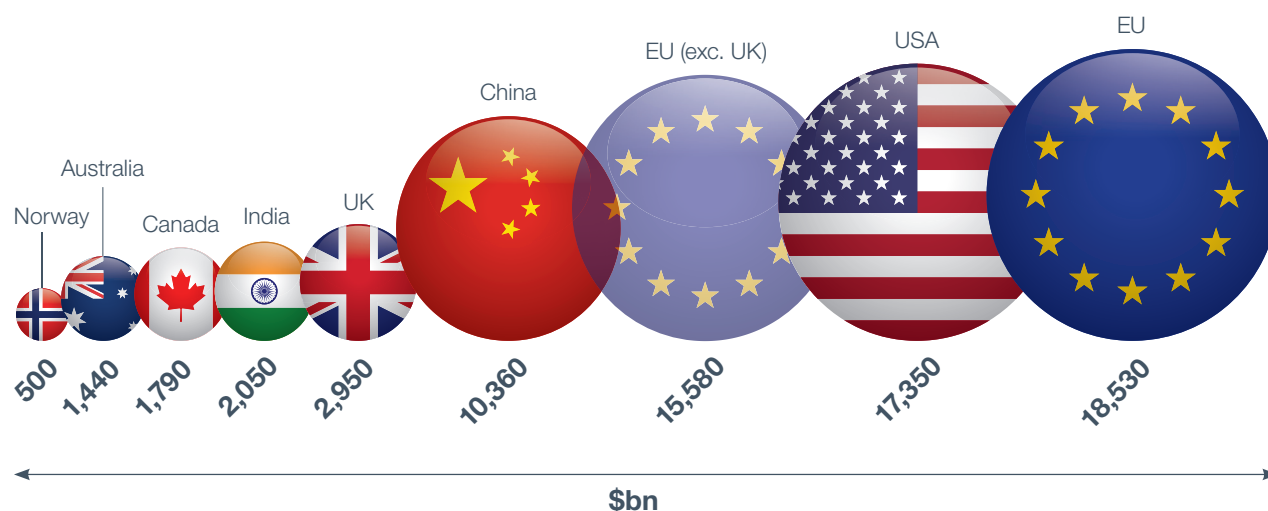 Norway
Australia
Canada
India
UK
China
EU (exc. UK)
USA
EU
500
1,440
1,790
2,050
2,950
10,360
15,580
17,350
18,530
$bn